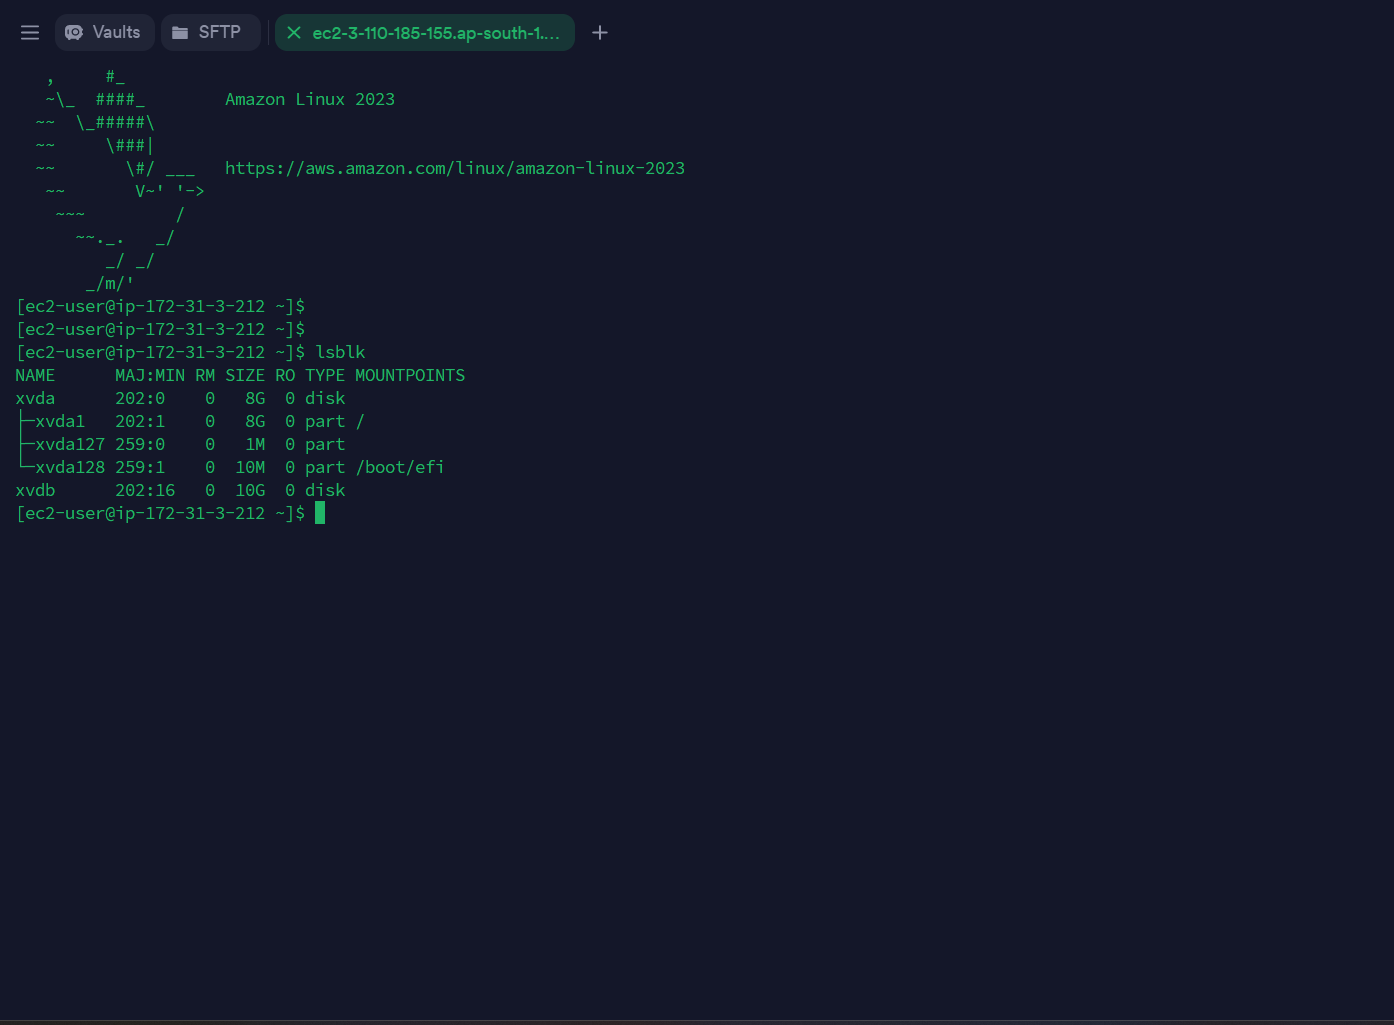 Vaults SFTP ec2-3-110-185-155.ap-south-1.... 
   ,     #_
   ~\_  ####_        Amazon Linux 2023
  ~~  \_#####\
  ~~     \###|
  ~~       \#/ ___   https://aws.amazon.com/linux/amazon-linux-2023
   ~~       V~' '->
    ~~~         /
      ~~._.   _/
         _/ _/
       _/m/'
[ec2-user@ip-172-31-3-212 ~]$
[ec2-user@ip-172-31-3-212 ~]$
[ec2-user@ip-172-31-3-212 ~]$ lsblk
NAME      MAJ:MIN RM SIZE RO TYPE MOUNTPOINTS
xvda      202:0    0   8G  0 disk
├─xvda1   202:1    0   8G  0 part /
├─xvda127 259:0    0   1M  0 part
└─xvda128 259:1    0  10M  0 part /boot/efi
xvdb      202:16   0  10G  0 disk
[ec2-user@ip-172-31-3-212 ~]$